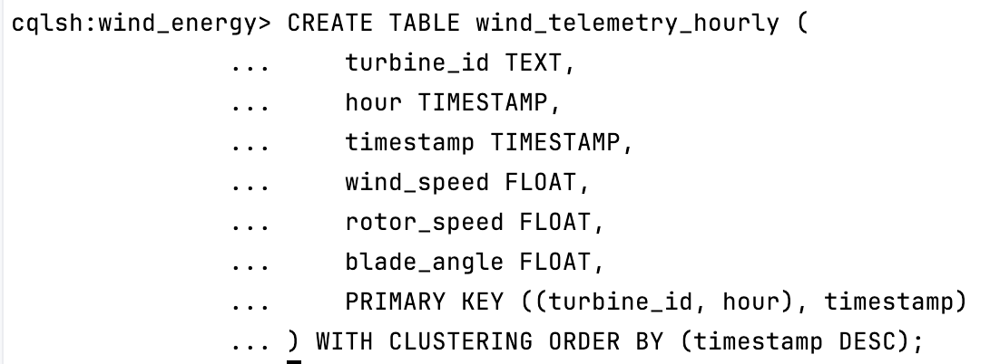 cqlsh:wind_energy> CREATE TABLE wind_telemetry_hourly (
... turbine_id TEXT,
... hour TIMESTAMP,
... timestamp TIMESTAMP,
... wind_speed FLOAT,
... rotor_speed FLOAT,
... blade_angle FLOAT,
... PRIMARY KEY ((turbine_id, hour), timestamp)
... ) WITH CLUSTERING ORDER BY (timestamp DESC);